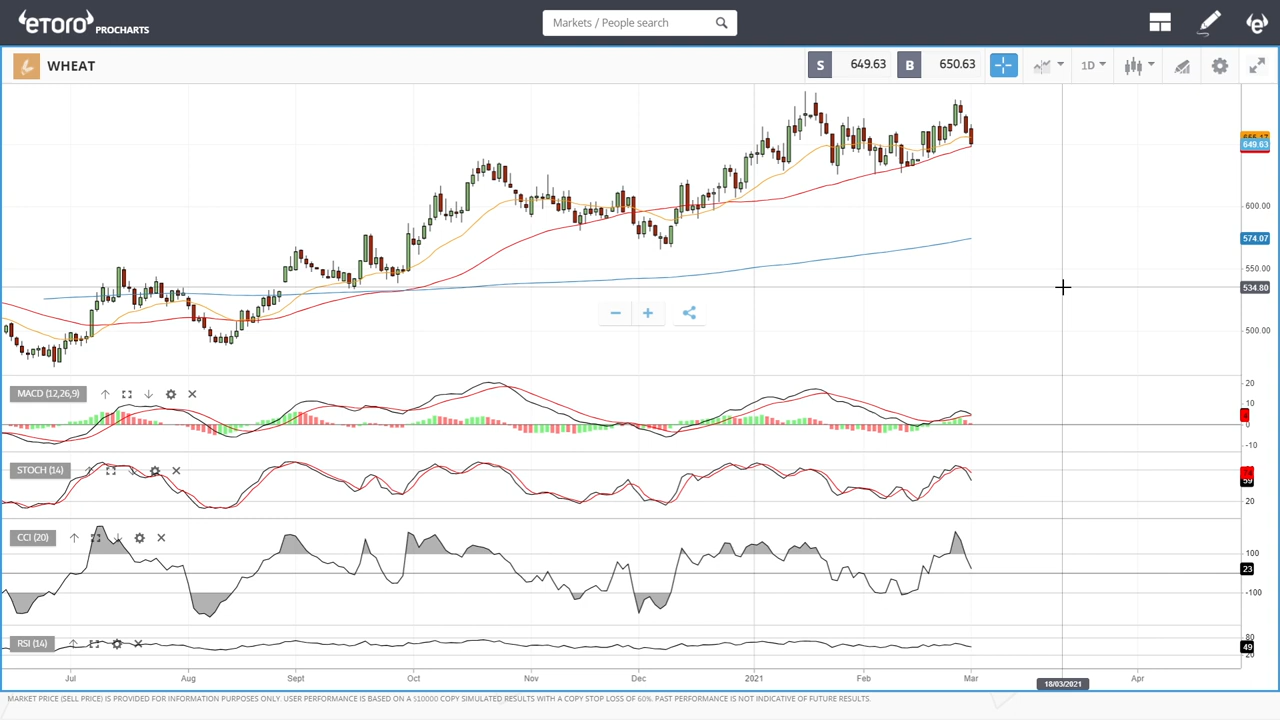 eToro PROCHARTS
Markets / People search
WHEAT
S 649.63 B 650.63
1D
649.63
600.00
574.07
550.00
534.80
500.00
MACD (12,26,9)
20
10
0
-10
STOCH (14)
59
20
CCI (20)
100
23
-100
RSI (14)
80
49
20
Jul Aug Sept Oct Nov Dec 2021 Feb Mar 18/03/2021 Apr
MARKET PRICE (SELL PRICE) IS PROVIDED FOR INFORMATION PURPOSES ONLY. USER PERFORMANCE IS BASED ON A $10000 COPY SIMULATED RESULTS WITH A COPY STOP LOSS OF 60%. PAST PERFORMANCE IS NOT INDICATIVE OF FUTURE RESULTS.